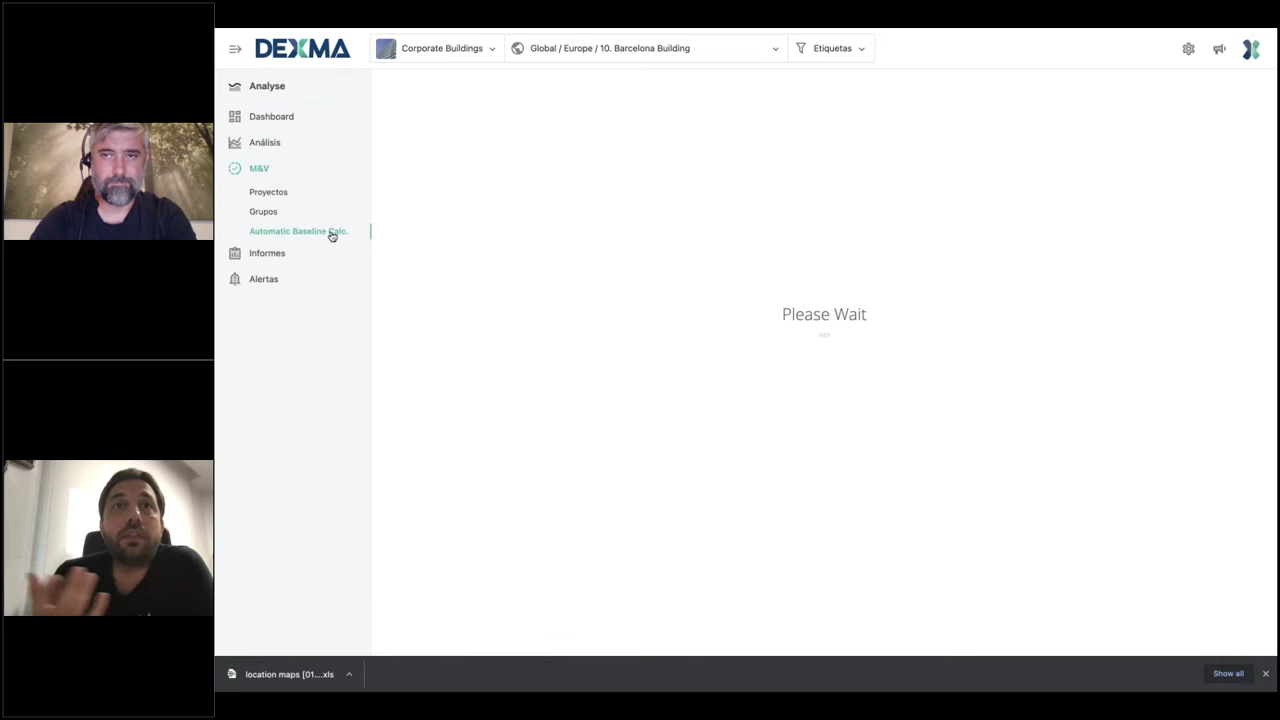 DEXMA
Corporate Buildings
Global / Europe / 10. Barcelona Building
Etiquetas
Analyse
Dashboard
Análisis
M&V
Proyectos
Grupos
Automatic Baseline Calc.
Informes
Alertas
Please Wait
location maps [01....xls
Show all